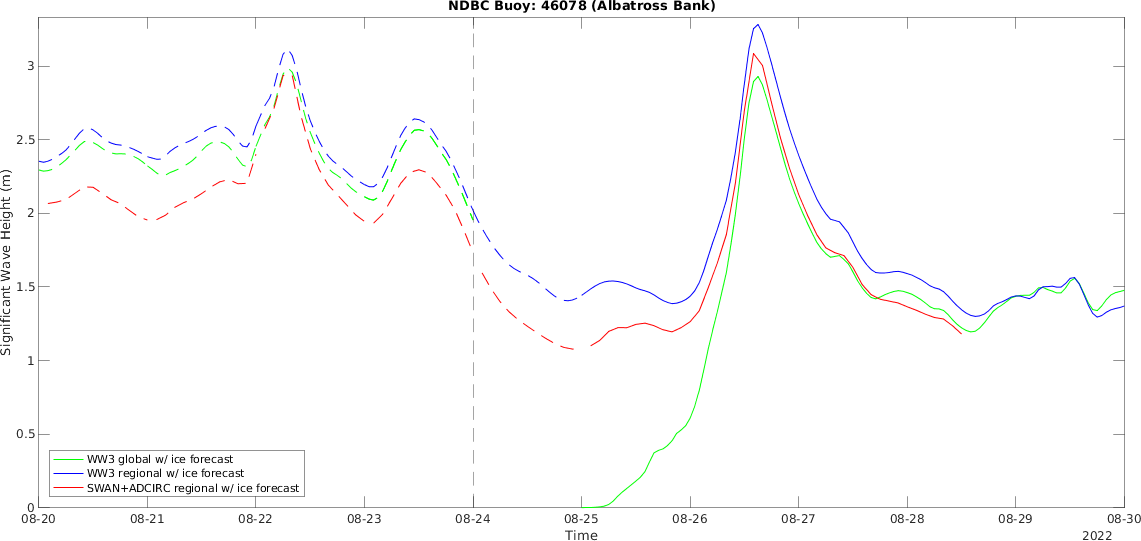 NDBC Buoy: 46078 (Albatross Bank)
3
2.5
2
1.5
1
0.5
0
Significant Wave Height (m)
WW3 global w/ ice forecast
WW3 regional w/ ice forecast
SWAN+ADCIRC regional w/ ice forecast
08-20 08-21 08-22 08-23 08-24 08-25 08-26 08-27 08-28 08-29 08-30
Time
2022